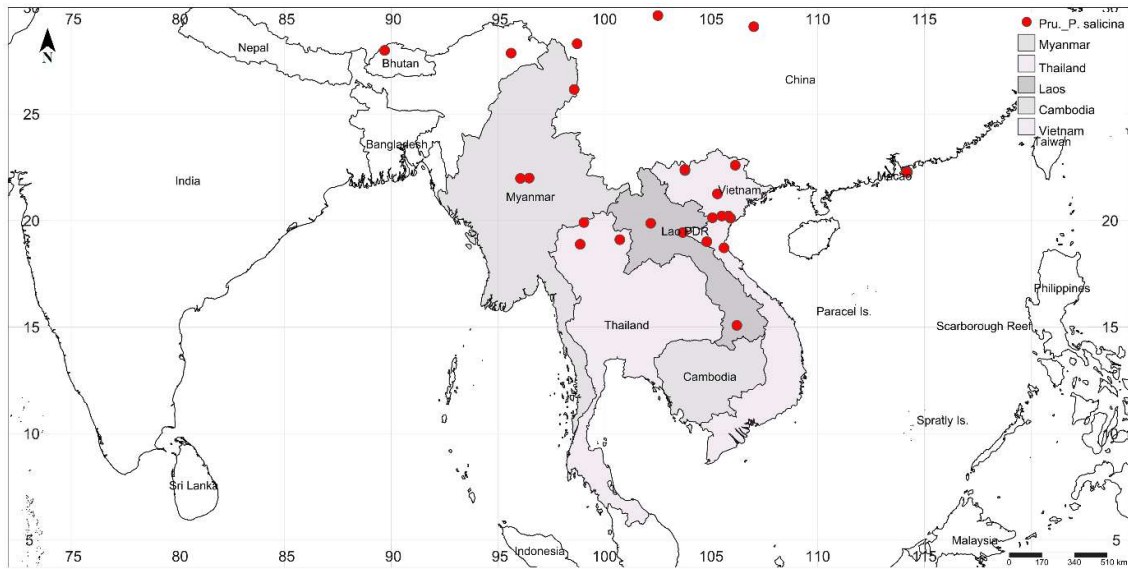 30 75 80 85 90 95 100 105 110 115 30
Pru._P. salicina
Myanmar
Thailand
Laos
Cambodia
Vietnam
Taiwan
N
Nepal
Bhutan
China
25
25
Bangladesh
India
Myanmar
Vietnam
Macao
20
20
Lao PDR
Philippines
Paracel Is.
Scarborough Reef
15
15
Thailand
Cambodia
Spratly Is.
10
10
Sri Lanka
5
5
Indonesia
Malaysia
75 80 85 90 95 100 105 110 115
0 170 340 510 km